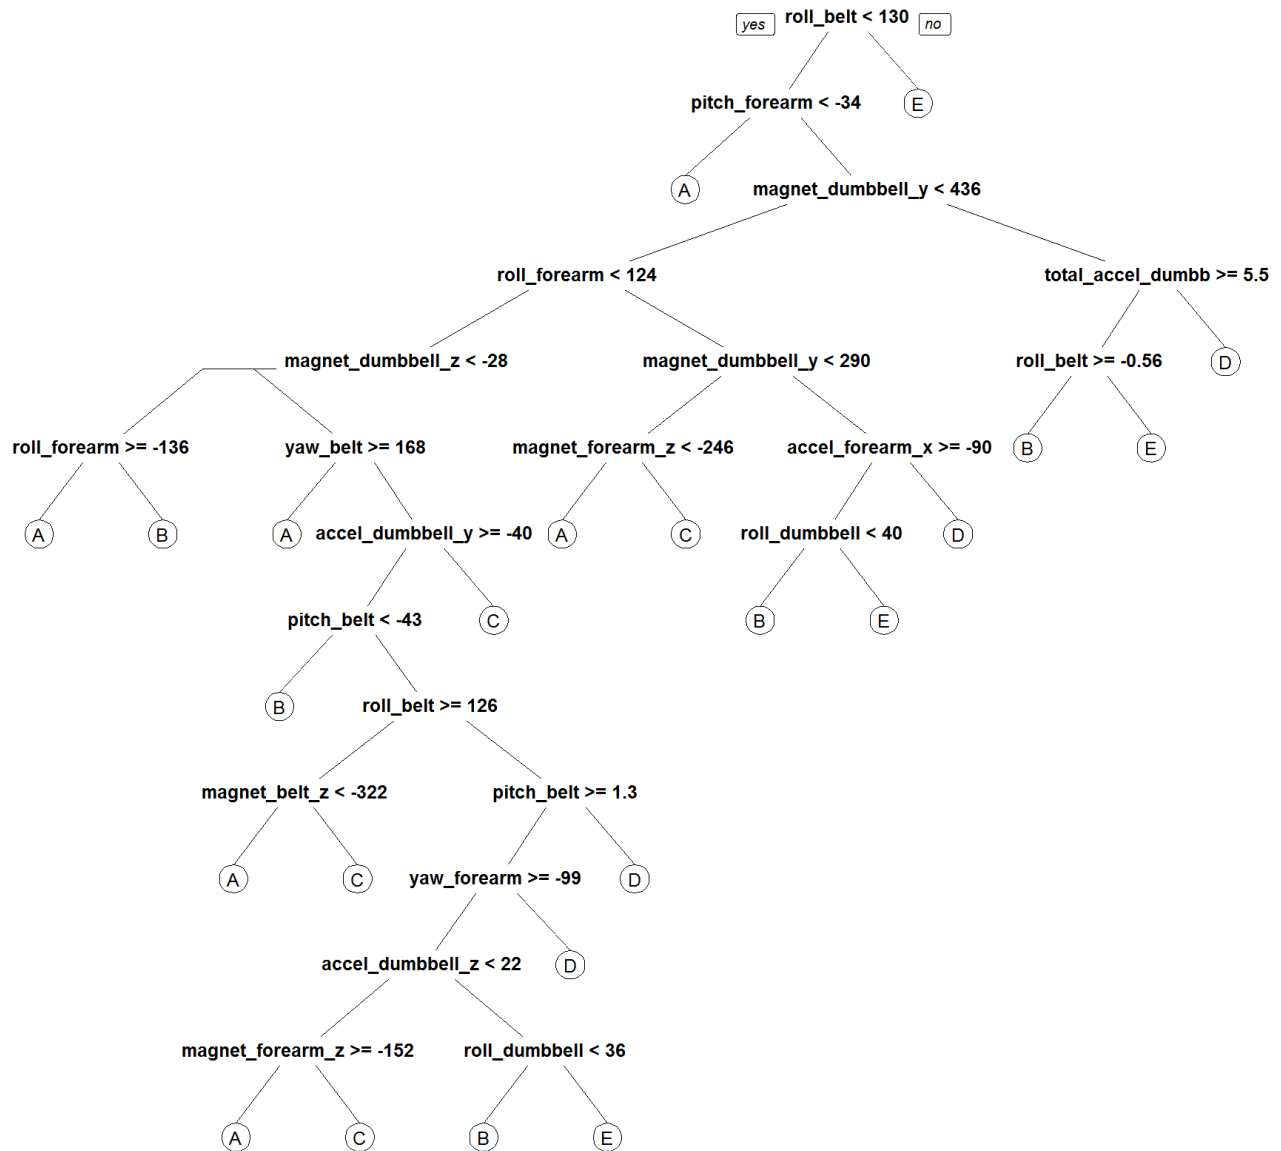 yes roll_belt < 130 no
pitch_forearm < -34 E
A magnet_dumbbell_y < 436
roll_forearm < 124 total_accel_dumbb >= 5.5
magnet_dumbbell_z < -28 magnet_dumbbell_y < 290 roll_belt >= -0.56 D
roll_forearm >= -136 yaw_belt >= 168 magnet_forearm_z < -246 accel_forearm_x >= -90 B E
A B A accel_dumbbell_y >= -40 A C roll_dumbbell < 40 D
pitch_belt < -43 C B E
B roll_belt >= 126
magnet_belt_z < -322 pitch_belt >= 1.3
A C yaw_forearm >= -99 D
accel_dumbbell_z < 22 D
magnet_forearm_z >= -152 roll_dumbbell < 36
A C B E